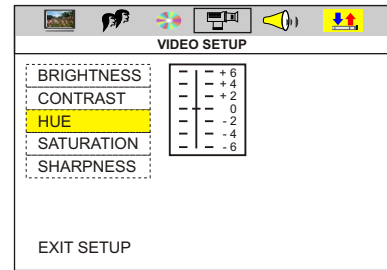 VIDEO SETUP
BRIGHTNESS
CONTRAST
HUE
SATURATION
SHARPNESS
+ 6
+ 4
+ 2
0
- 2
- 4
- 6
EXIT SETUP